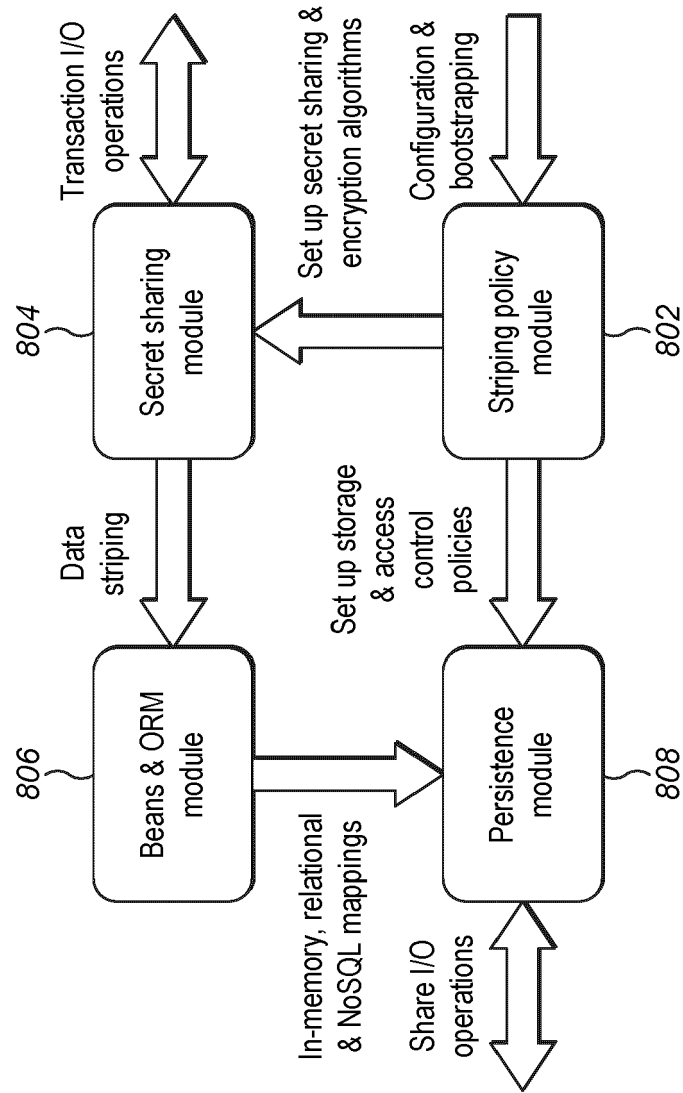 806
804
Data
striping
Transaction I/O
operations
Beans & ORM
module
Secret sharing
module
In-memory, relational
& NoSQL mappings
Set up secret sharing &
encryption algorithms
Set up storage
& access
control
policies
Share I/O
operations
Configuration &
bootstrapping
Persistence
module
Striping policy
module
808
802